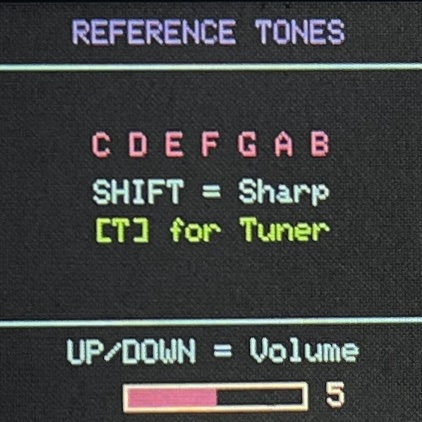 REFERENCE TONES
C D E F G A B
SHIFT = Sharp
[T] for Tuner
UP/DOWN = Volume
5